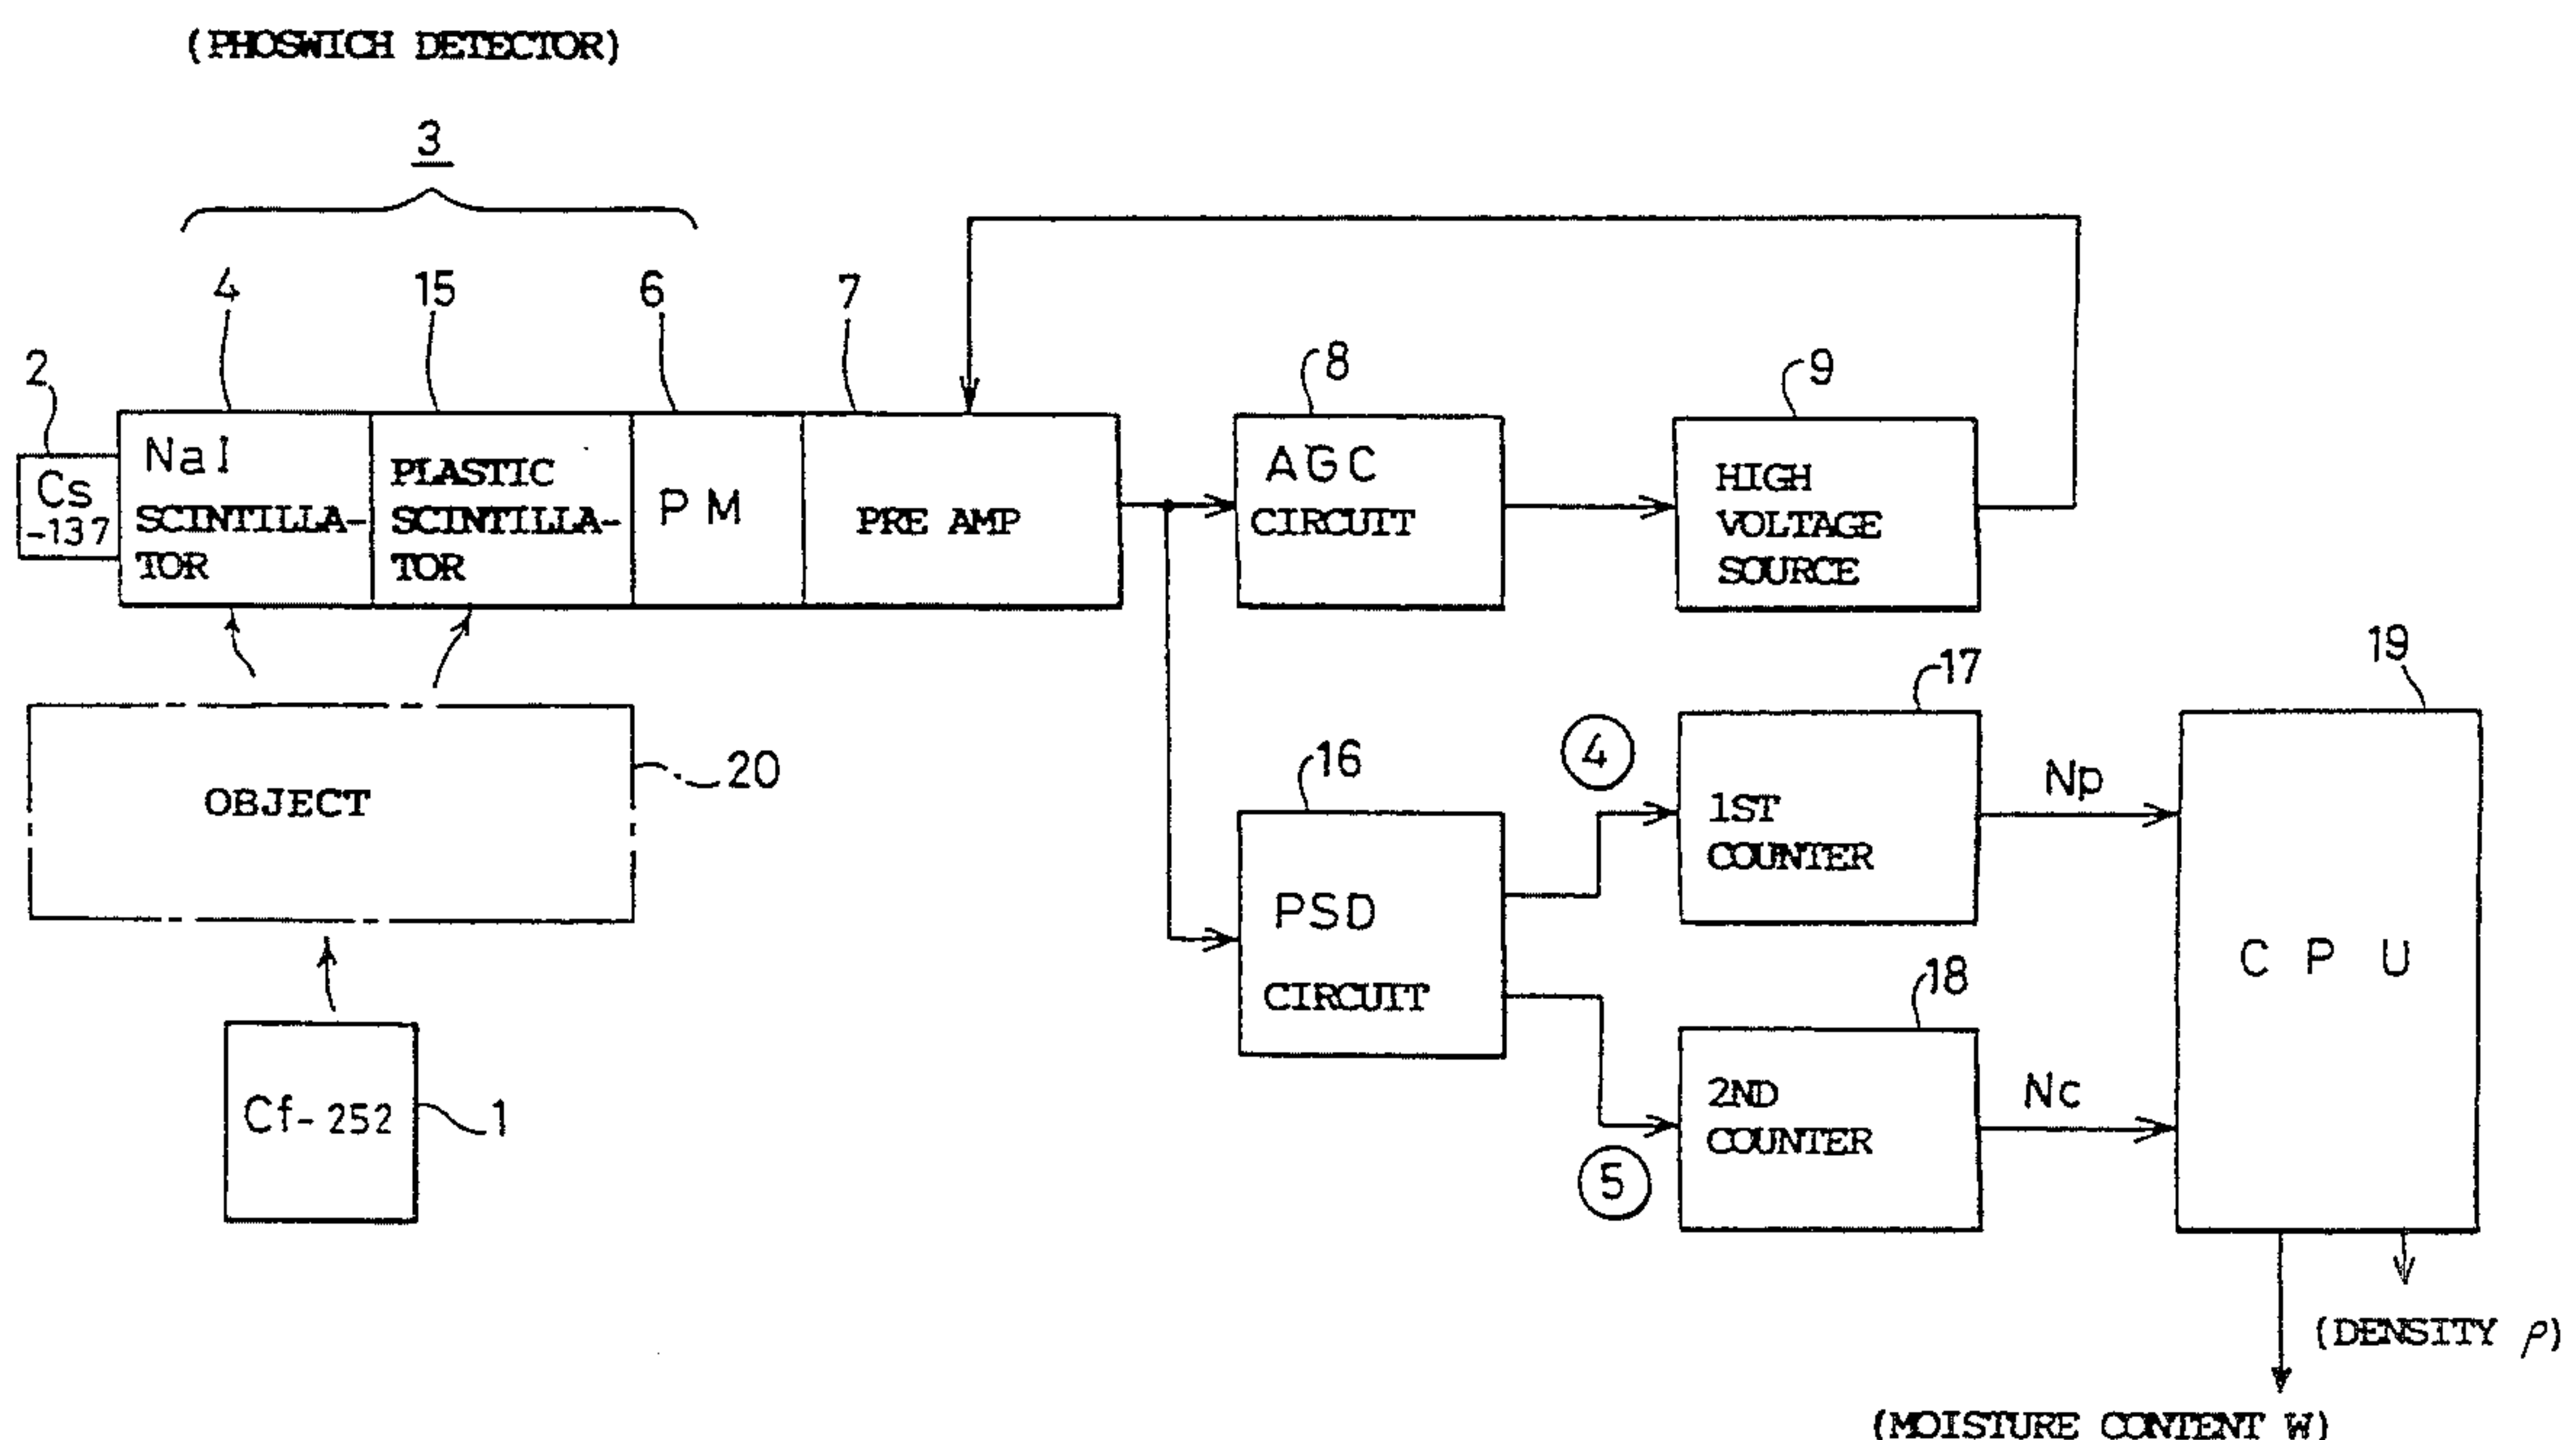 (PHOSWICH DETECTOR)
3
4
15
6
7
8
9
2
Cs
-137
NaI
SCINTILLA-
TOR
PLASTIC
SCINTILLA-
TOR
PM
PRE AMP
AGC
CIRCUIT
HIGH
VOLTAGE
SOURCE
OBJECT
20
Cf-252
1
16
PSD
CIRCUIT
4
17
1ST
COUNTER
Np
5
18
2ND
COUNTER
Nc
19
CPU
(DENSITY ρ)
(MOISTURE CONTENT W)